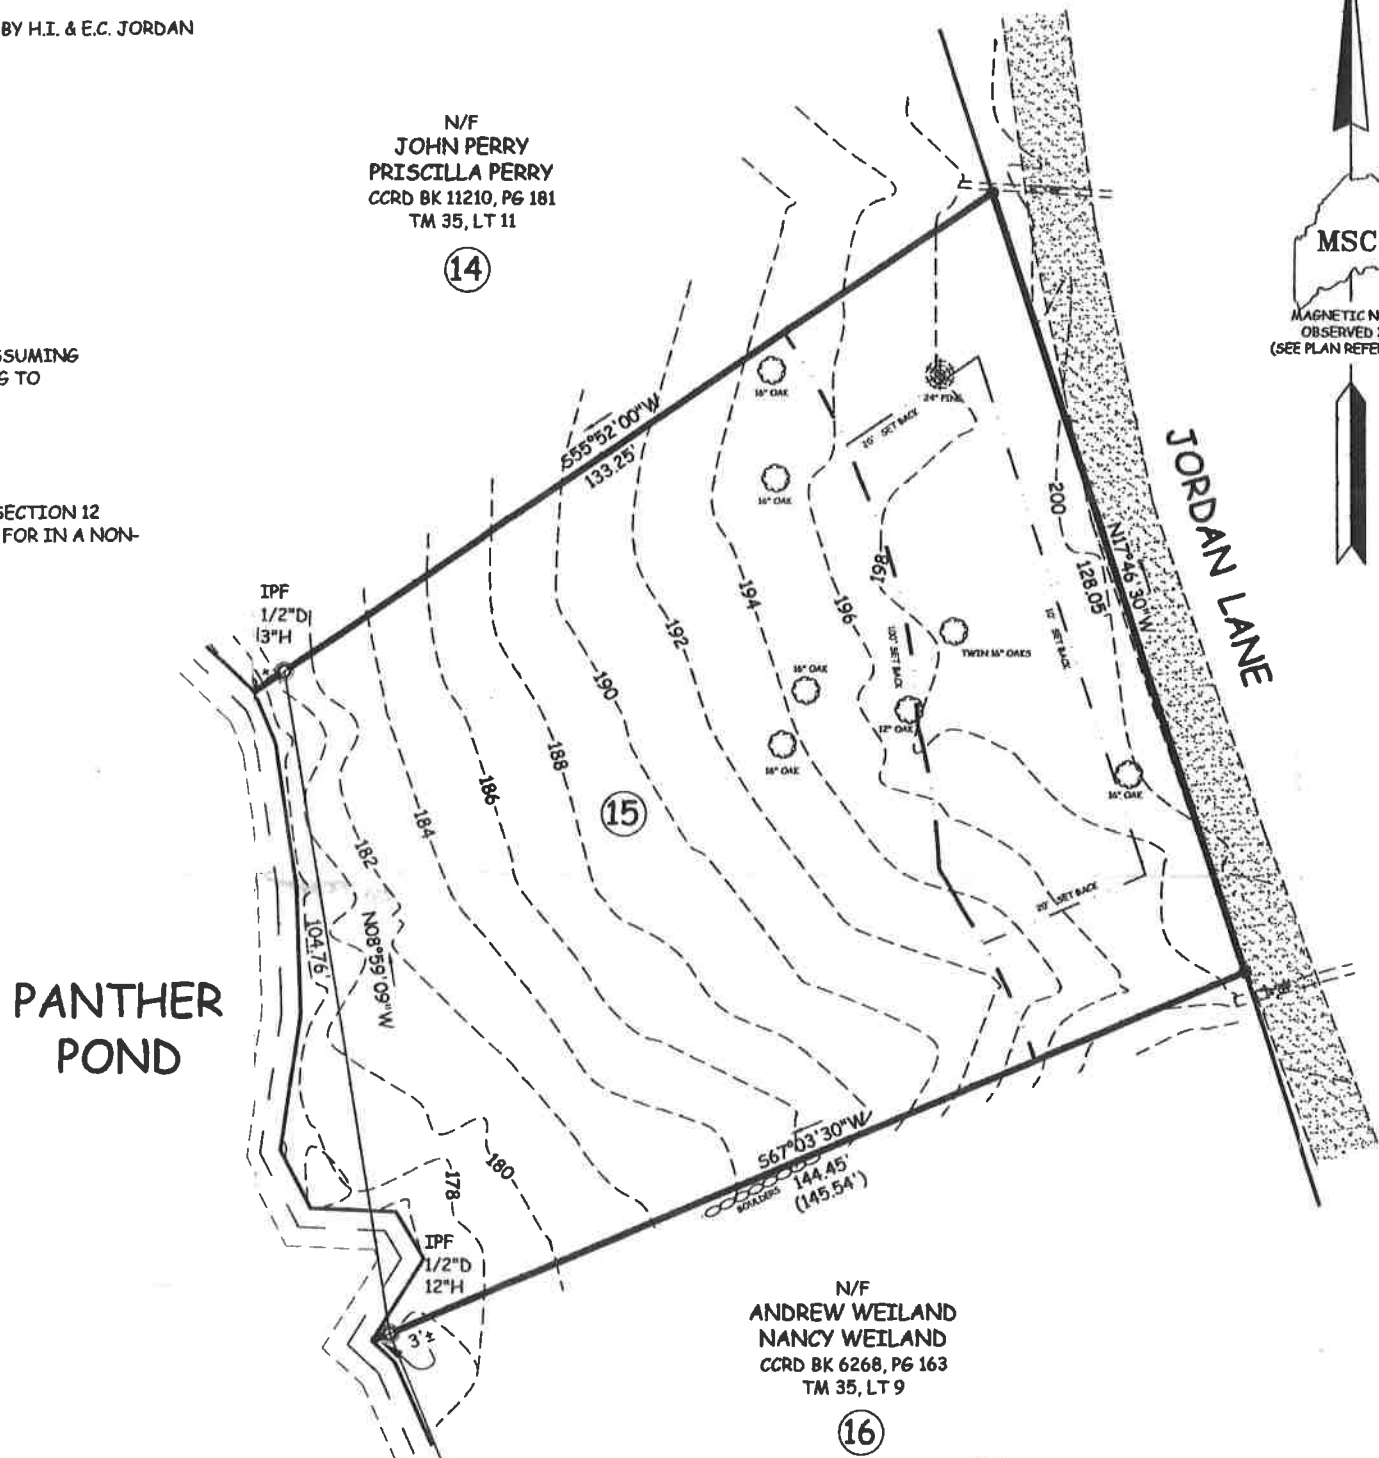 BY H.I. & E.C. JORDAN
N/F
JOHN PERRY
PRISCILLA PERRY
CCRD BK 11210, PG 181
TM 35, LT 11
14
MSC
MAGNETIC N
OBSERVED
(SEE PLAN REFE
SSUMING
G TO
SECTION 12
FOR IN A NON-
S55°52'00"W
133.25'
16" OAK
24" PINE
20' SET BACK
16" OAK
JORDAN LANE
200
N17°46'30"W
128.05
10' SET BACK
198
100' SET BACK
196
194
192
190
188
186
184
182
IPF
1/2"D
3"H
TWIN 16" OAKS
16" OAK
12" OAK
16" OAK
16" OAK
15
20' SET BACK
104.76'
N08°59'09"W
PANTHER
POND
180
178
S67°03'30"W
144.45'
(145.54')
BOULDERS
IPF
1/2"D
12"H
3'±
N/F
ANDREW WEILAND
NANCY WEILAND
CCRD BK 6268, PG 163
TM 35, LT 9
16